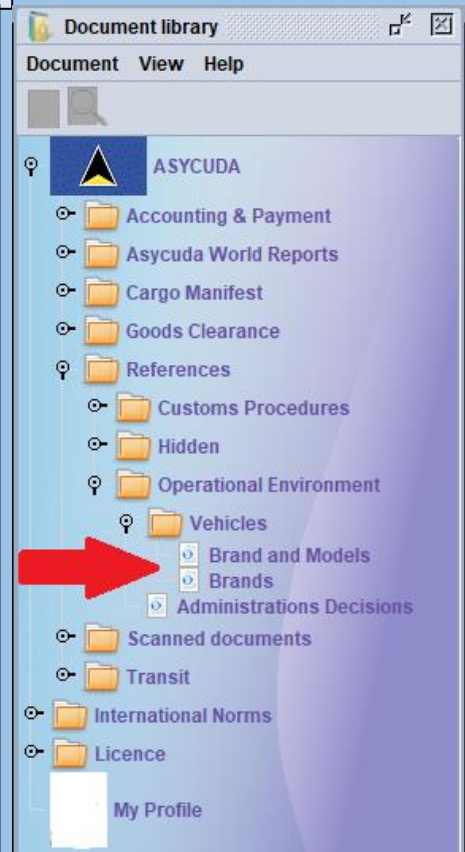 Document library
Document View Help
ASYCUDA
Accounting & Payment
Asycuda World Reports
Cargo Manifest
Goods Clearance
References
Customs Procedures
Hidden
Operational Environment
Vehicles
Brand and Models
Brands
Administrations Decisions
Scanned documents
Transit
International Norms
Licence
My Profile